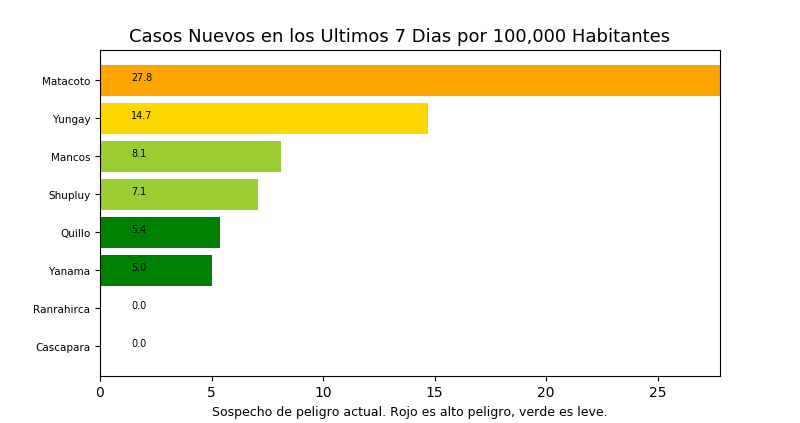 Casos Nuevos en los Ultimos 7 Dias por 100,000 Habitantes
Matacoto 27.8
Yungay 14.7
Mancos 8.1
Shupluy 7.1
Quillo 5.4
Yanama 5.0
Ranrahirca 0.0
Cascapara 0.0
0 5 10 15 20 25
Sospecho de peligro actual. Rojo es alto peligro, verde es leve.